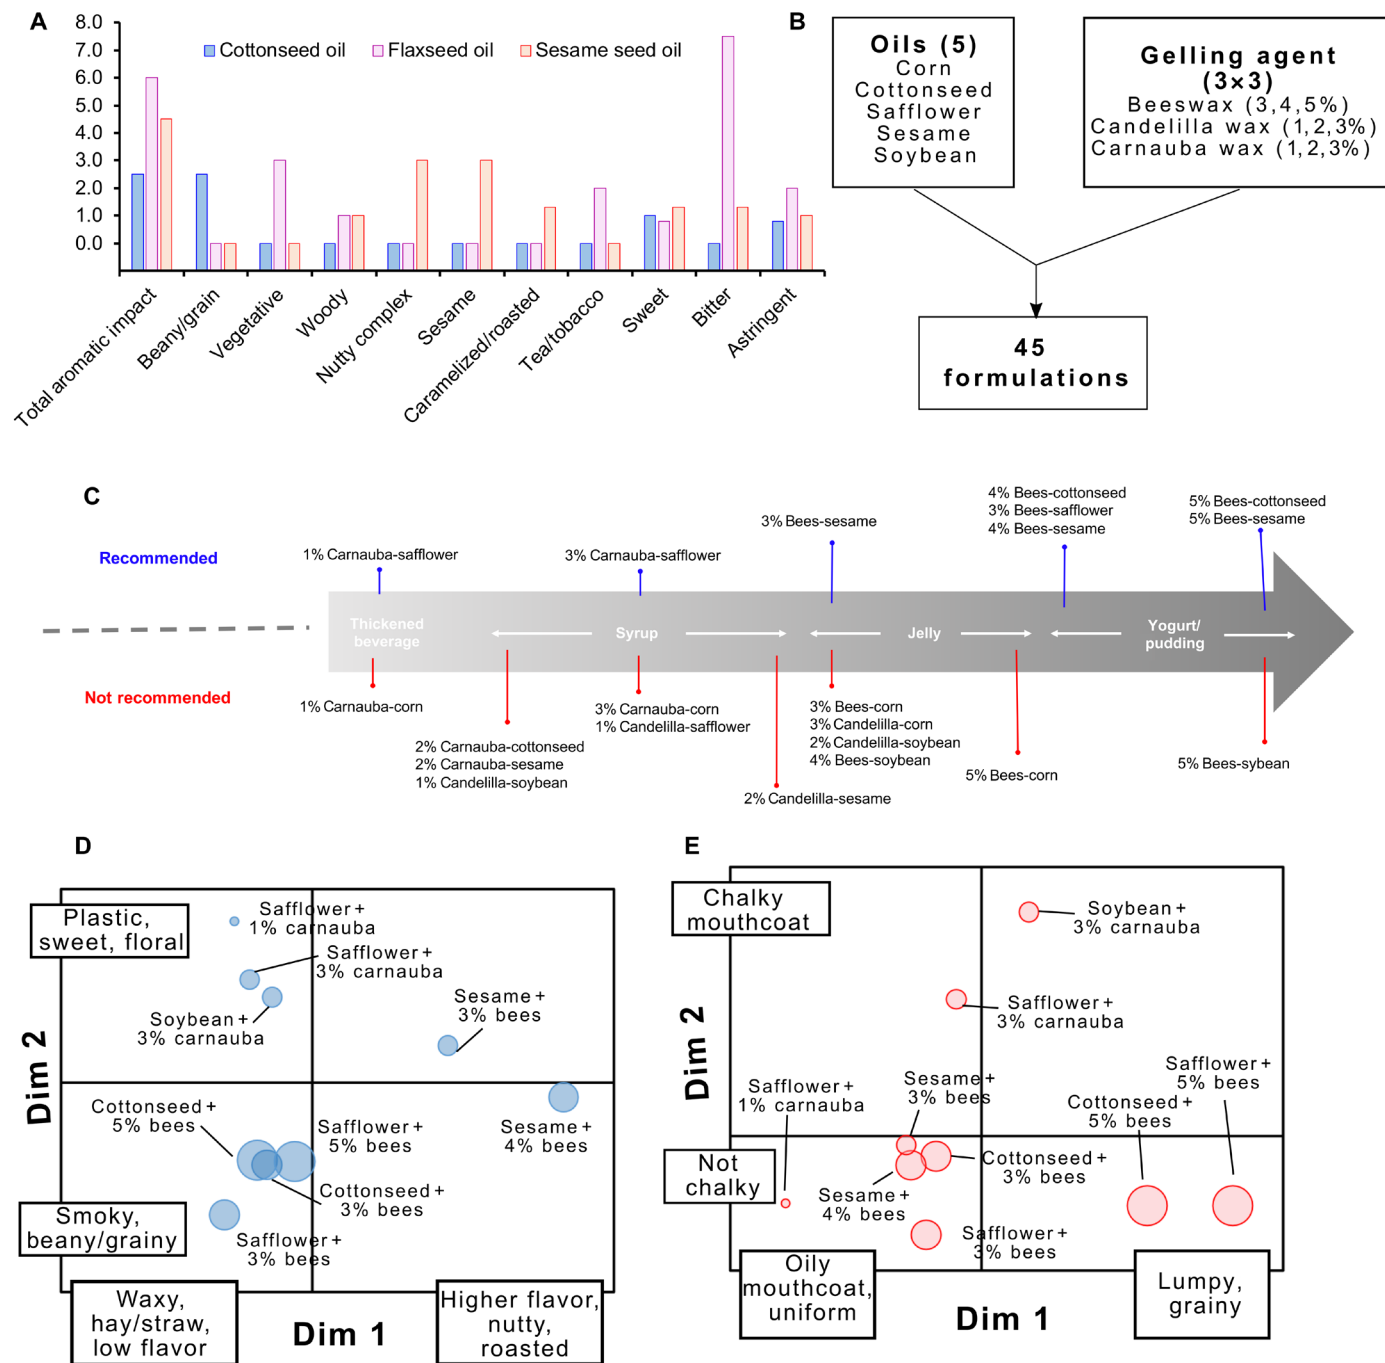 A
8.0
7.0
6.0
5.0
4.0
3.0
2.0
1.0
0.0
Cottonseed oil
Flaxseed oil
Sesame seed oil
Total aromatic impact
Beany/grain
Vegetative
Woody
Nutty complex
Sesame
Caramelized/roasted
Tea/tobacco
Sweet
Bitter
Astringent
B
Oils (5)
Corn
Cottonseed
Safflower
Sesame
Soybean
Gelling agent
(3×3)
Beeswax (3,4,5%)
Candelilla wax (1,2,3%)
Carnauba wax (1,2,3%)
45
formulations
C
Recommended
Not recommended
1% Carnauba-safflower
3% Carnauba-safflower
3% Bees-sesame
4% Bees-cottonseed
3% Bees-safflower
4% Bees-sesame
5% Bees-cottonseed
5% Bees-sesame
Thickened
beverage
Syrup
Jelly
Yogurt/
pudding
1% Carnauba-corn
2% Carnauba-cottonseed
2% Carnauba-sesame
1% Candelilla-soybean
3% Carnauba-corn
1% Candelilla-safflower
2% Candelilla-sesame
3% Bees-corn
3% Candelilla-corn
2% Candelilla-soybean
4% Bees-soybean
5% Bees-corn
5% Bees-sybean
D
Plastic,
sweet, floral
Safflower+
1% carnauba
Safflower+
3% carnauba
Soybean+
3% carnauba
Sesame+
3% bees
Dim 2
Cottonseed+
5% bees
Safflower+
5% bees
Sesame+
4% bees
Cottonseed+
3% bees
Safflower+
3% bees
Smoky,
beany/grainy
Waxy,
hay/straw,
low flavor
Dim 1
Higher flavor,
nutty,
roasted
E
Chalky
mouthcoat
Soybean+
3% carnauba
Safflower+
3% carnauba
Dim 2
Safflower+
1% carnauba
Sesame+
3% bees
Cottonseed+
5% bees
Safflower+
5% bees
Not
chalky
Sesame+
4% bees
Cottonseed+
3% bees
Safflower+
3% bees
Oily
mouthcoat,
uniform
Dim 1
Lumpy,
grainy